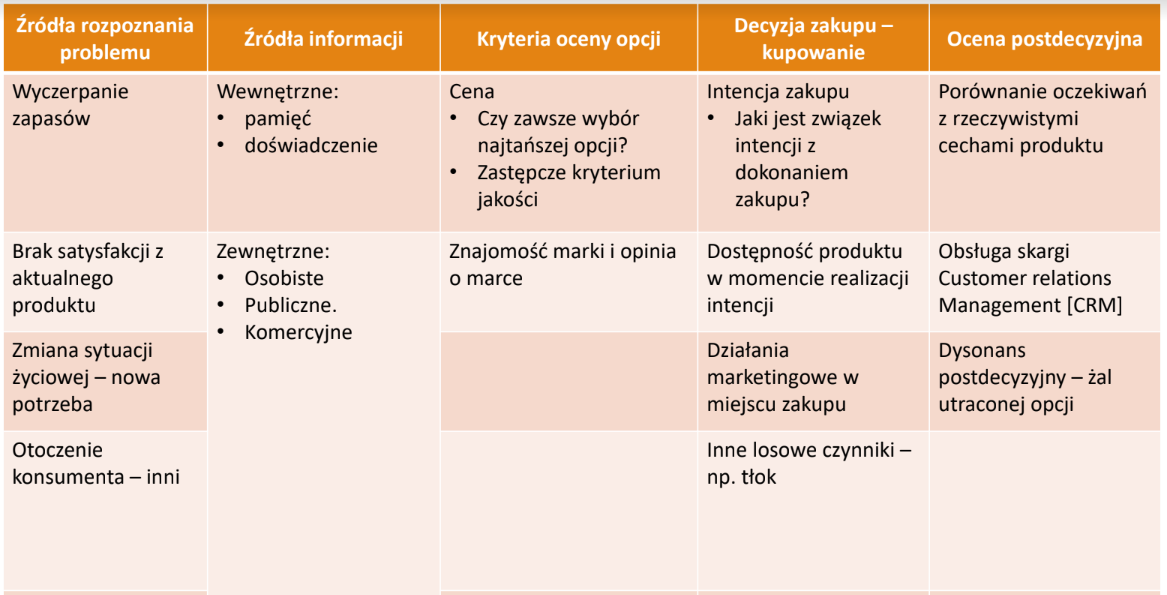 Źródła rozpoznania
problemu
Źródła informacji
Kryteria oceny opcji
Decyzja zakupu –
kupowanie
Ocena postdecyzyjna
Wyczerpanie
zapasów
Wewnętrzne:
• pamięć
• doświadczenie
Cena
• Czy zawsze wybór
najtańszej opcji?
• Zastępcze kryterium
jakości
Intencja zakupu
• Jaki jest związek
intencji z
dokonaniem
zakupu?
Porównanie oczekiwań
z rzeczywistymi
cechami produktu
Brak satysfakcji z
aktualnego
produktu
Zewnętrzne:
• Osobiste
• Publiczne.
• Komercyjne
Znajomość marki i opinia
o marce
Dostępność produktu
w momencie realizacji
intencji
Obsługa skargi
Customer relations
Management [CRM]
Zmiana sytuacji
życiowej – nowa
potrzeba
Działania
marketingowe w
miejscu zakupu
Dysonans
postdecyzyjny – żal
utraconej opcji
Otoczenie
konsumenta – inni
Inne losowe czynniki –
np. tłok